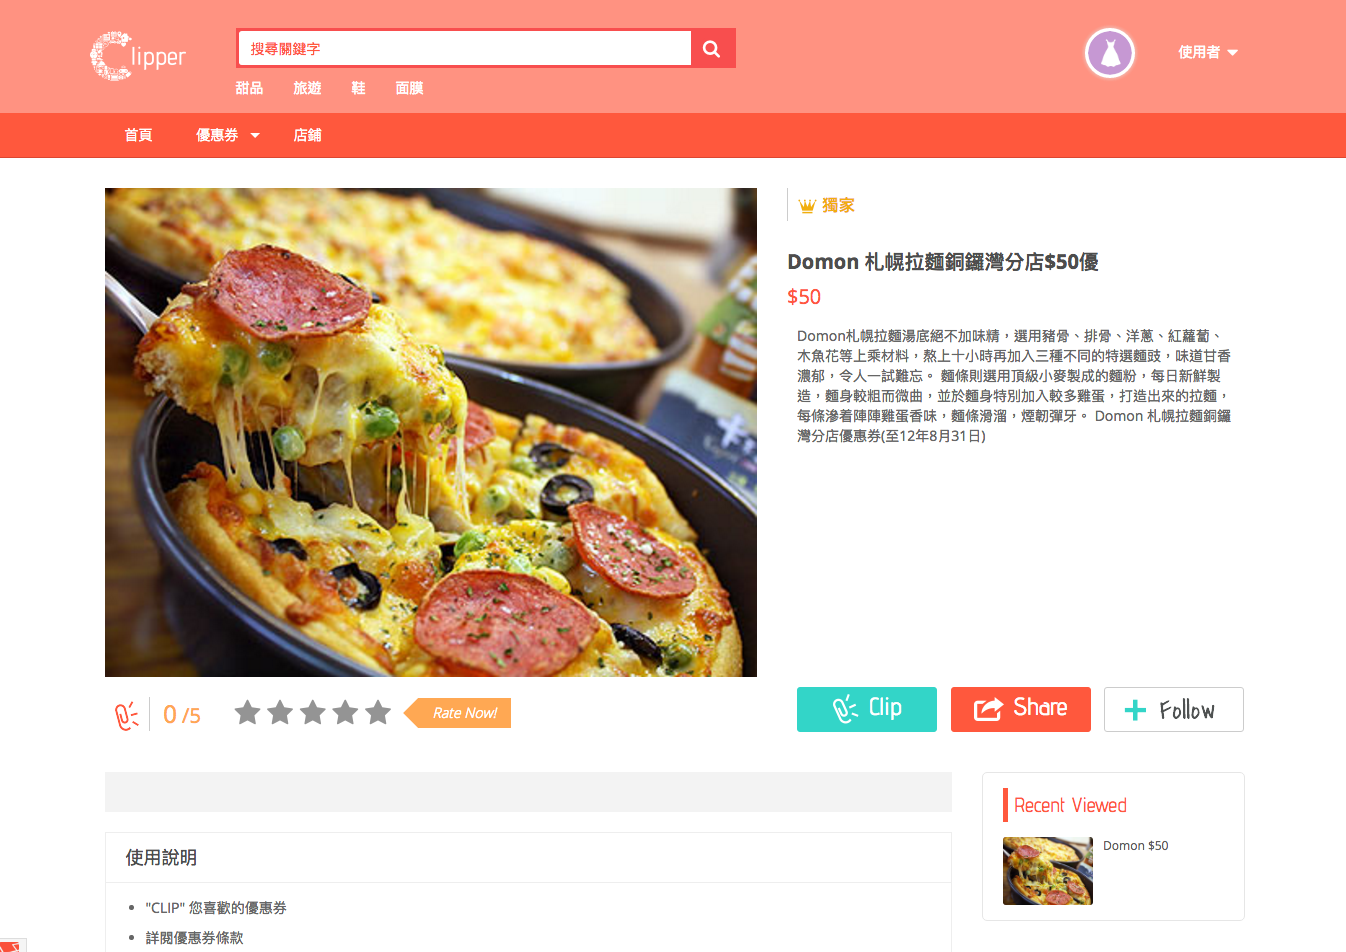 Clipper
搜尋關鍵字
使用者
甜品 旅遊 鞋 面膜
首頁 優惠券 店鋪
獨家
Domon 札幌拉麵銅鑼灣分店$50優
$50
Domon札幌拉麵湯底絕不加味精，選用豬骨、排骨、洋蔥、紅蘿蔔、
木魚花等上乘材料，熬上十小時再加入三種不同的特選麵豉，味道甘香
濃郁，令人一試難忘。 麵條則選用頂級小麥製成的麵粉，每日新鮮製
造，麵身較粗而微曲，並於麵身特別加入較多雞蛋，打造出來的拉麵，
每條滲着陣陣雞蛋香味，麵條滑溜，煙韌彈牙。 Domon 札幌拉麵銅鑼
灣分店優惠券(至12年8月31日)
0 /5
Rate Now!
Clip
Share
Follow
Recent Viewed
Domon $50
使用說明
"CLIP" 您喜歡的優惠券
詳閱優惠券條款